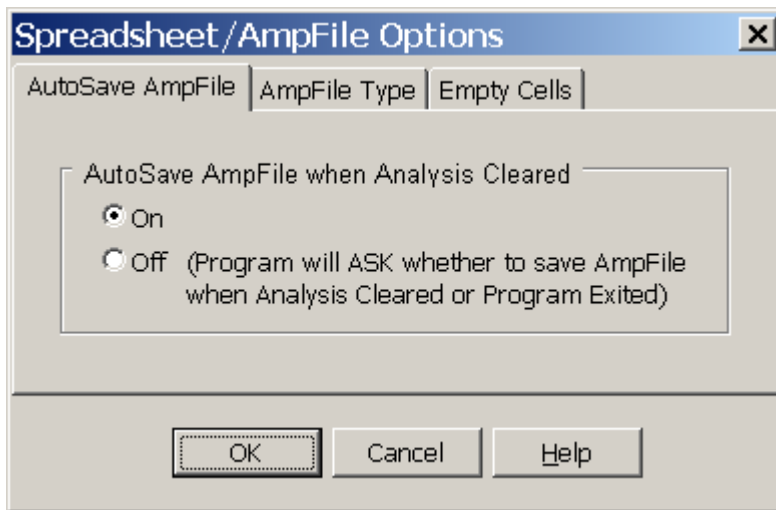 Spreadsheet/AmpFile Options
AutoSave AmpFile AmpFile Type Empty Cells
AutoSave AmpFile when Analysis Cleared
On
Off (Program will ASK whether to save AmpFile
when Analysis Cleared or Program Exited)
OK Cancel Help